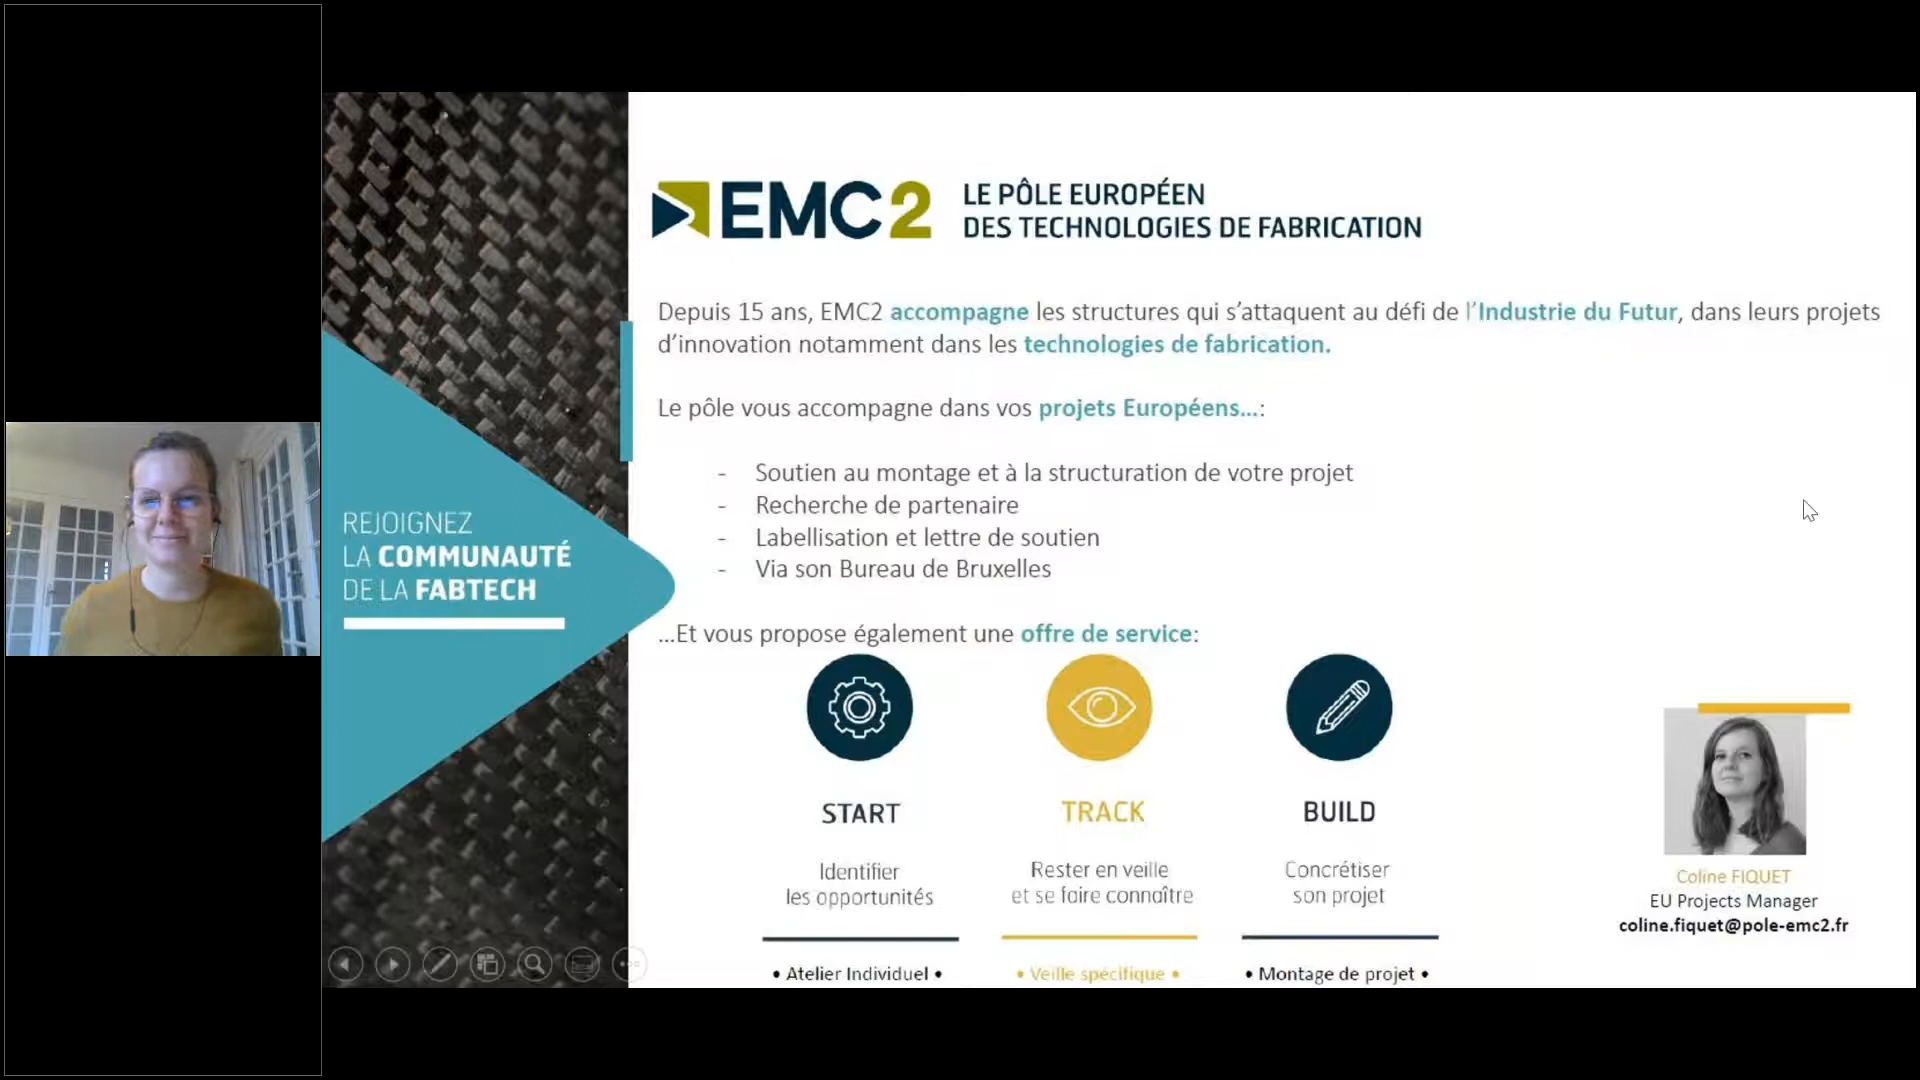 EMC2
LE PÔLE EUROPÉEN
DES TECHNOLOGIES DE FABRICATION
Depuis 15 ans, EMC2 accompagne les structures qui s’attaquent au défi de l’Industrie du Futur, dans leurs projets
d’innovation notamment dans les technologies de fabrication.
Le pôle vous accompagne dans vos projets Européens...:
- Soutien au montage et à la structuration de votre projet
- Recherche de partenaire
- Labellisation et lettre de soutien
- Via son Bureau de Bruxelles
REJOIGNEZ
LA COMMUNAUTÉ
DE LA FABTECH
...Et vous propose également une offre de service:
START
Identifier
les opportunités
• Atelier Individuel •
TRACK
Rester en veille
et se faire connaître
• Veille spécifique •
BUILD
Concrétiser
son projet
• Montage de projet •
Coline FIQUET
EU Projects Manager
coline.fiquet@pole-emc2.fr